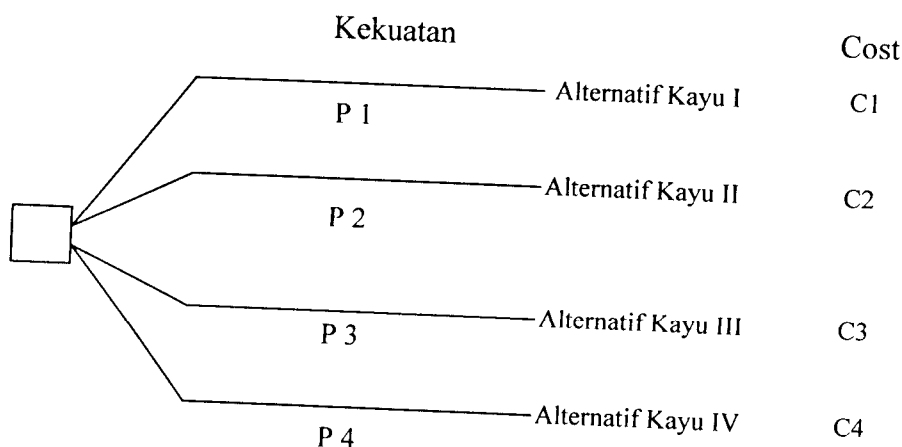 Kekuatan Cost
Alternatif Kayu I C1
P 1
Alternatif Kayu II C2
P 2
Alternatif Kayu III C3
P 3
Alternatif Kayu IV C4
P 4